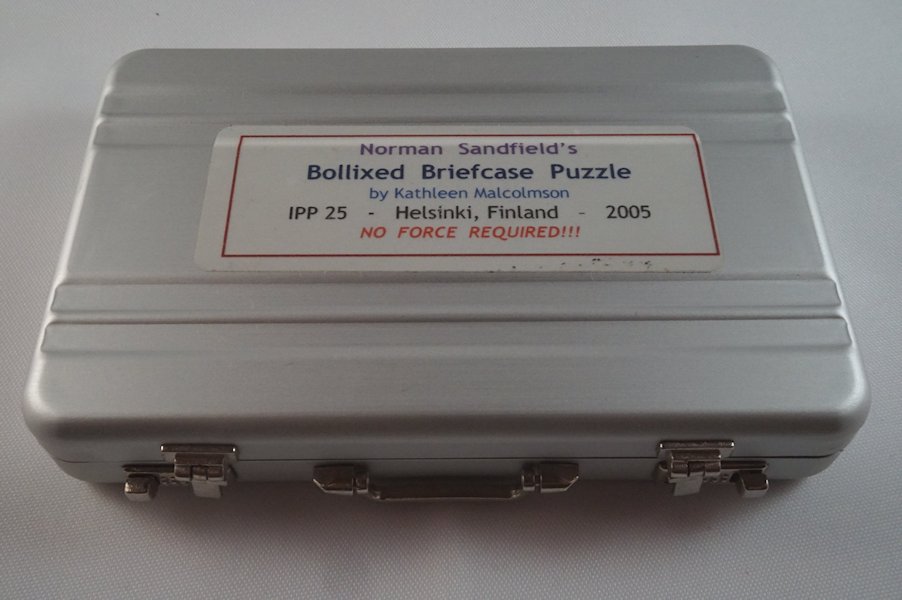 Norman Sandfield's
Bollixed Briefcase Puzzle
by Kathleen Malcolmson
IPP 25 - Helsinki, Finland - 2005
NO FORCE REQUIRED!!!